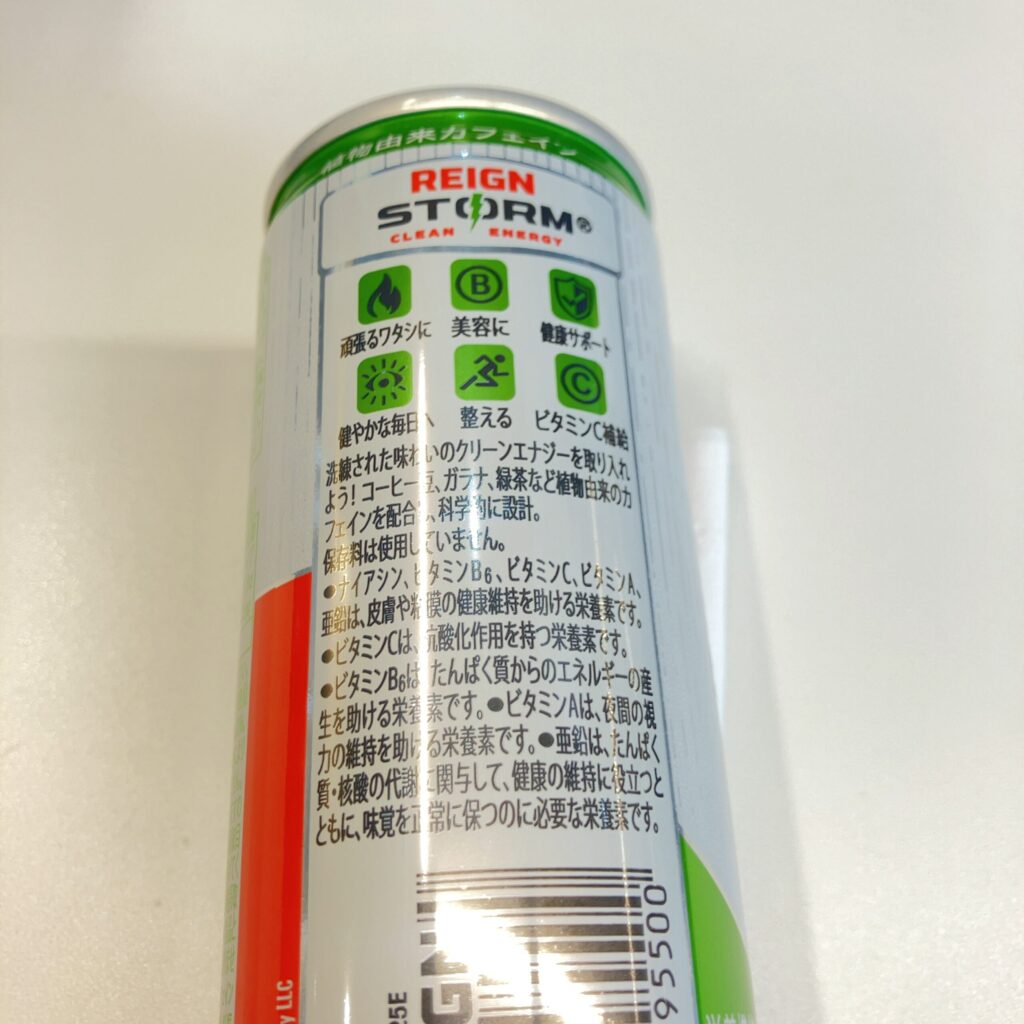 植物由来カフェイン
REIGN
STORM®
CLEAN ENERGY
B
頑張るワタシに 美容に 健康サポート
C
健やかな毎日へ 整える ビタミンC補給
洗練された味わいのクリーンエナジーを取り入れ
よう!コーヒー豆、ガラナ、緑茶など植物由来のカ
フェインを配合し、科学的に設計。
保存料は使用していません。
●ナイアシン、ビタミンB6、ビタミンC、ビタミンA、
亜鉛は、皮膚や粘膜の健康維持を助ける栄養素です。
●ビタミンCは、抗酸化作用を持つ栄養素です。
●ビタミンB6は、たんぱく質からのエネルギーの産
生を助ける栄養素です。●ビタミンAは、夜間の視
力の維持を助ける栄養素です。●亜鉛は、たんぱく
質・核酸の代謝に関与して、健康の維持に役立つと
ともに、味覚を正常に保つのに必要な栄養素です。
95500
25E
GN
y LLC